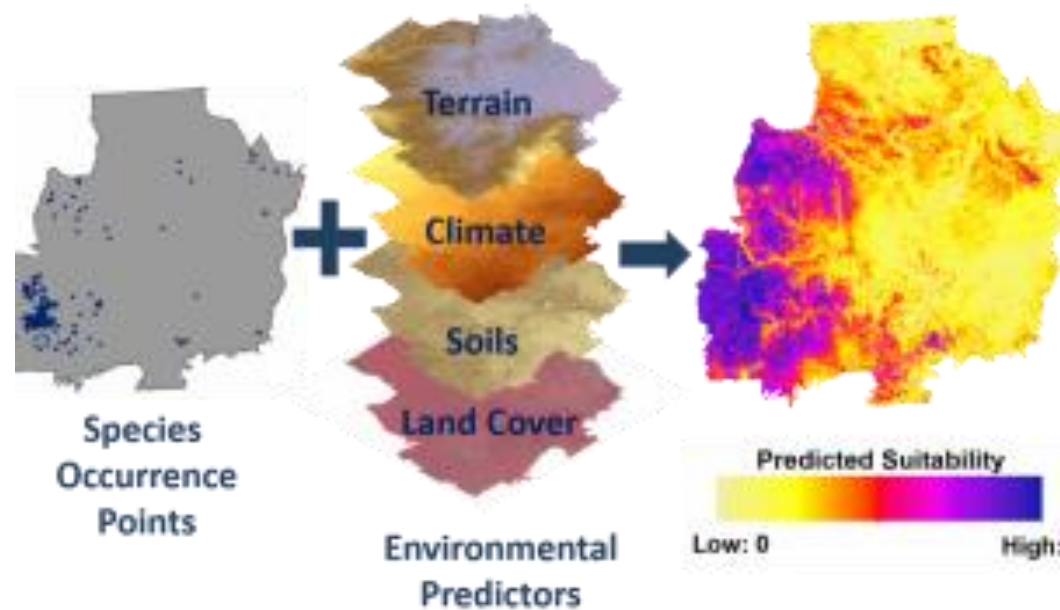 Species
Occurrence
Points
Terrain
Climate
Soils
Land Cover
Environmental
Predictors
Predicted Suitability
Low: 0
High: